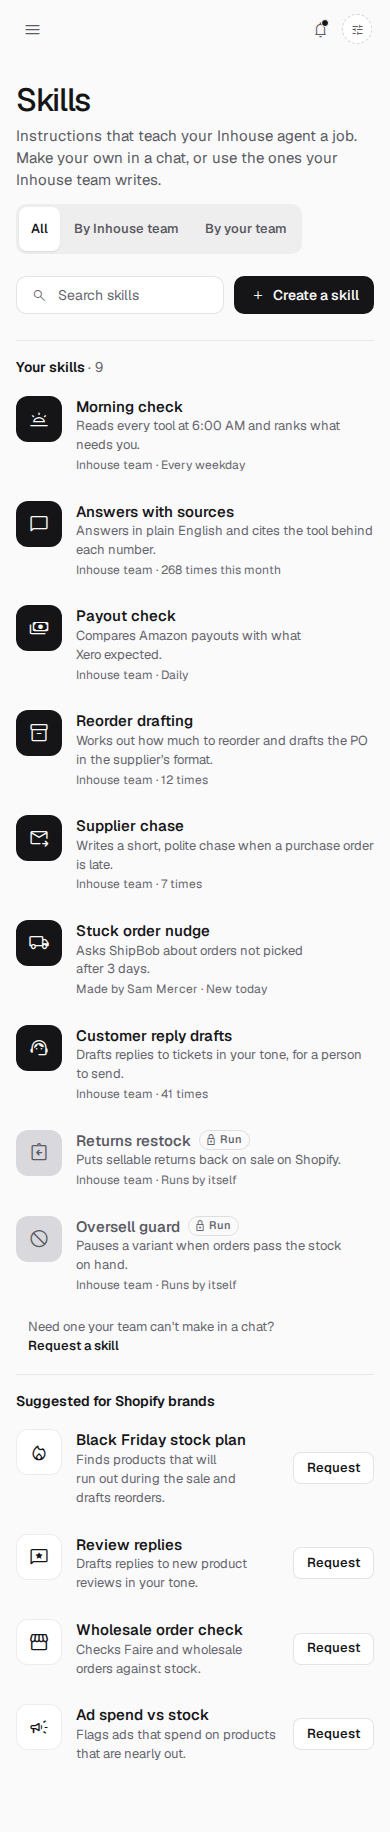 Skills
Instructions that teach your Inhouse agent a job.
Make your own in a chat, or use the ones your
Inhouse team writes.
All By Inhouse team By your team
Search skills + Create a skill
Your skills · 9
Morning check
Reads every tool at 6:00 AM and ranks what
needs you.
Inhouse team · Every weekday
Answers with sources
Answers in plain English and cites the tool behind
each number.
Inhouse team · 268 times this month
Payout check
Compares Amazon payouts with what
Xero expected.
Inhouse team · Daily
Reorder drafting
Works out how much to reorder and drafts the PO
in the supplier's format.
Inhouse team · 12 times
Supplier chase
Writes a short, polite chase when a purchase order
is late.
Inhouse team · 7 times
Stuck order nudge
Asks ShipBob about orders not picked
after 3 days.
Made by Sam Mercer · New today
Customer reply drafts
Drafts replies to tickets in your tone, for a person
to send.
Inhouse team · 41 times
Returns restock Run
Puts sellable returns back on sale on Shopify.
Inhouse team · Runs by itself
Oversell guard Run
Pauses a variant when orders pass the stock
on hand.
Inhouse team · Runs by itself
Need one your team can't make in a chat?
Request a skill
Suggested for Shopify brands
Black Friday stock plan
Finds products that will
run out during the sale and
drafts reorders.
Request
Review replies
Drafts replies to new product
reviews in your tone.
Request
Wholesale order check
Checks Faire and wholesale
orders against stock.
Request
Ad spend vs stock
Flags ads that spend on products
that are nearly out.
Request